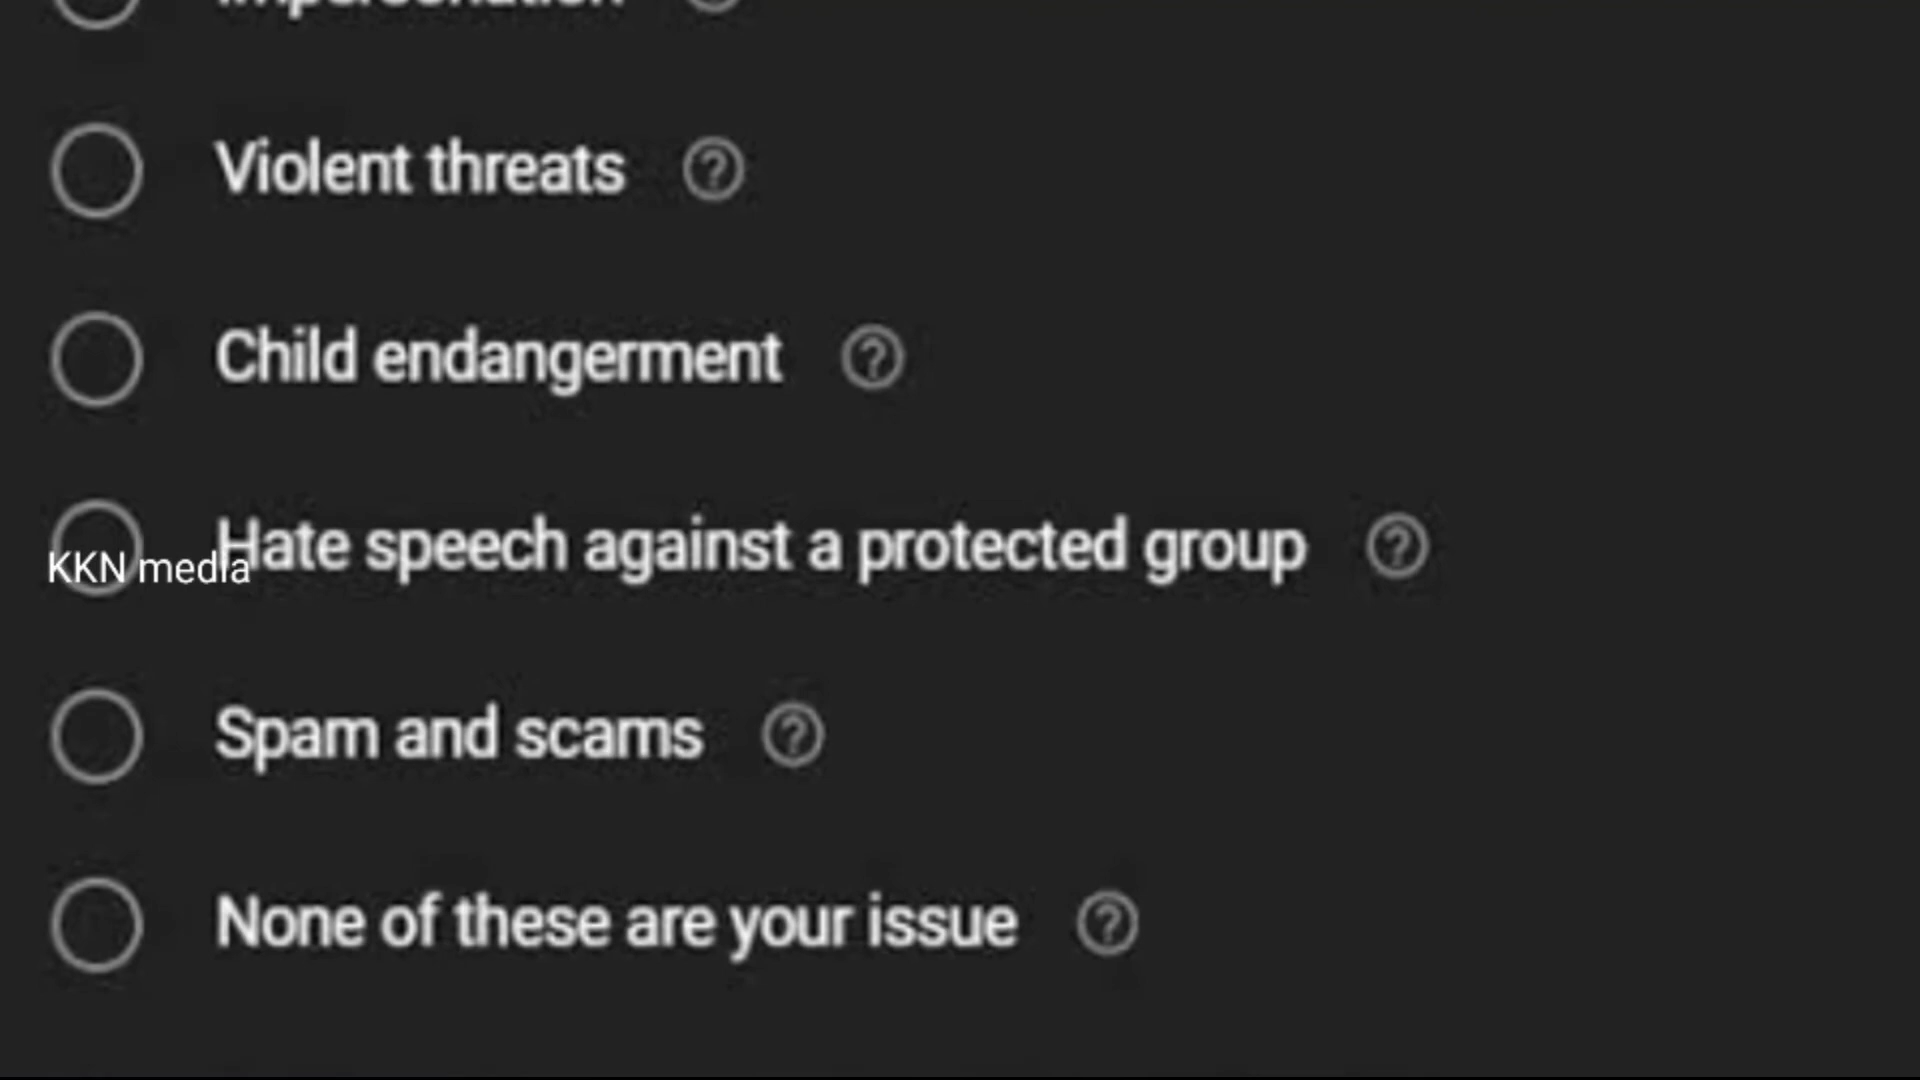 Impersonation
Violent threats
Child endangerment
Hate speech against a protected group
KKN media
Spam and scams
None of these are your issue